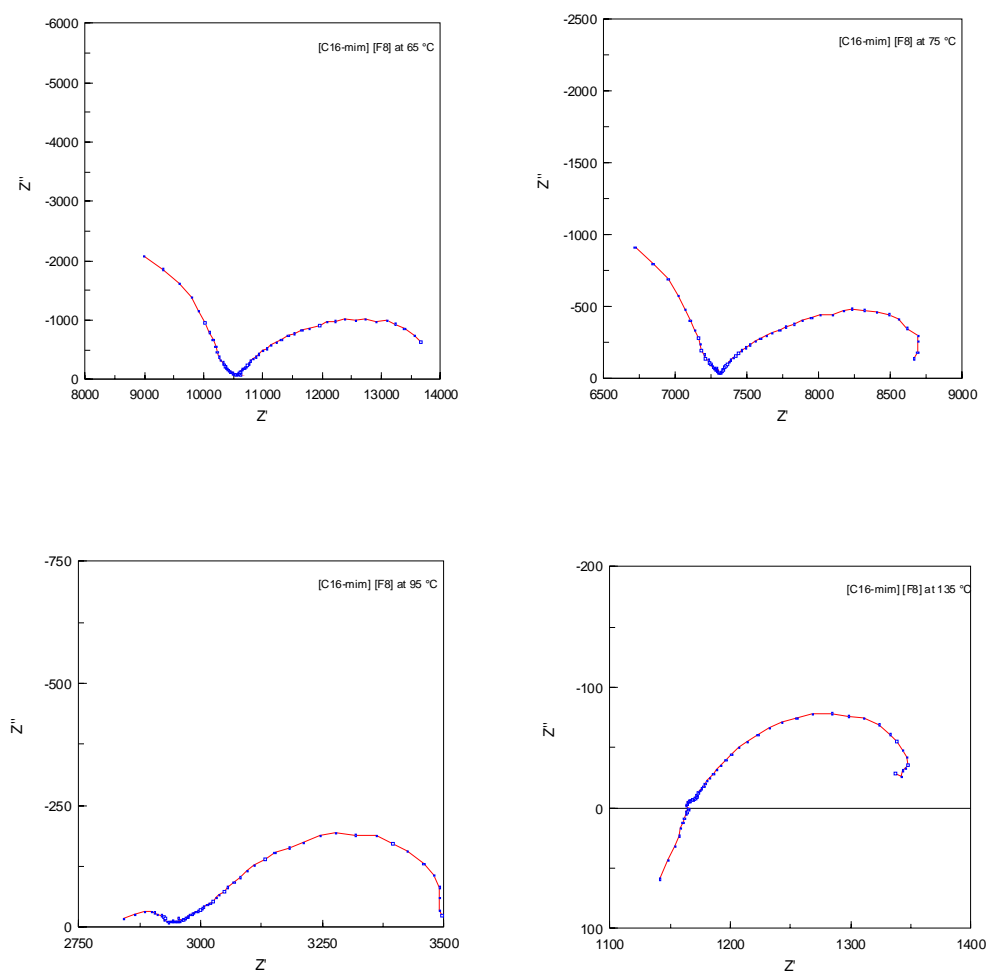 -6000
[C16-mim] [F8] at 65 °C
-5000
-4000
-3000
-2000
-1000
0
8000 9000 10000 11000 12000 13000 14000
Z'
Z''
-2500
[C16-mim] [F8] at 75 °C
-2000
-1500
-1000
-500
0
6500 7000 7500 8000 8500 9000
Z'
Z''
-750
[C16-mim] [F8] at 95 °C
-500
-250
0
2750 3000 3250 3500
Z'
Z''
-200
[C16-mim] [F8] at 135 °C
-100
0
100
1100 1200 1300 1400
Z'
Z''